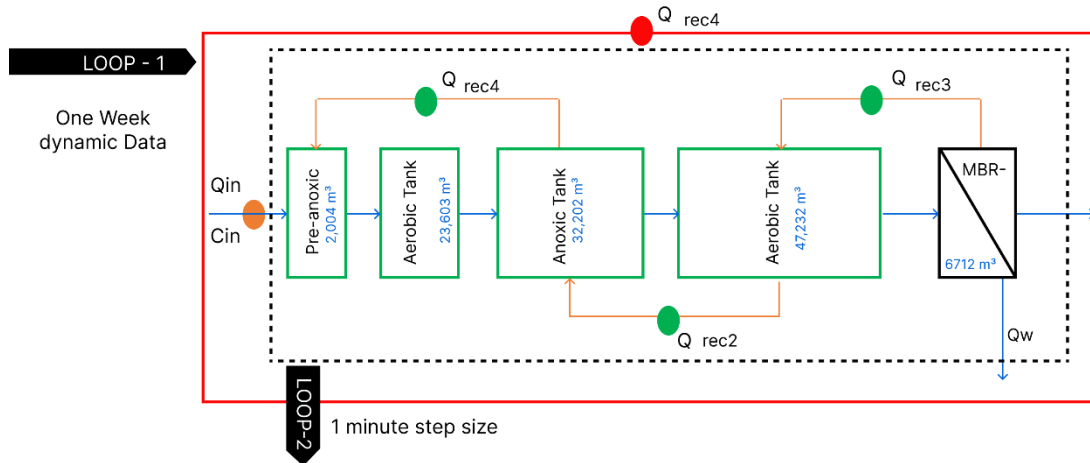 Q rec4
LOOP - 1
One Week
dynamic Data
Q rec4
Q rec3
Qin
Cin
Pre-anoxic
2,004 m³
Aerobic Tank
23,603 m³
Anoxic Tank
32,202 m³
Aerobic Tank
47,232 m³
MBR-
6712 m³
Q rec2
Qw
LOOP-2
1 minute step size